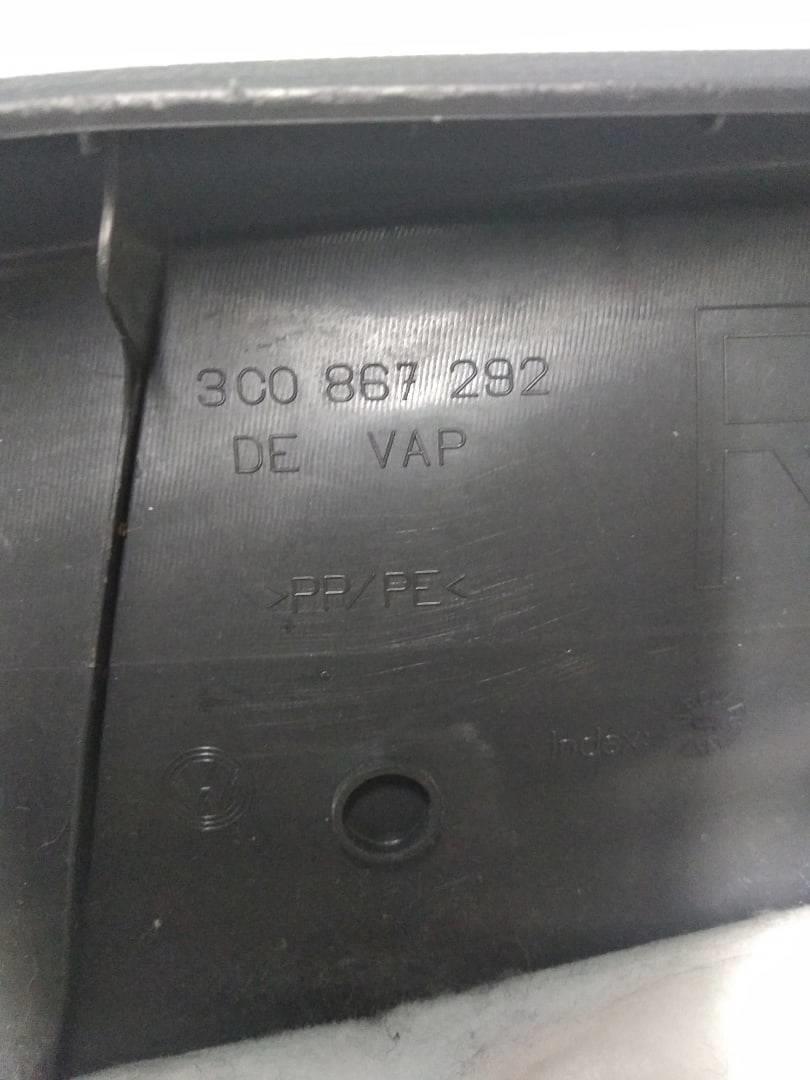 3C0 867 292
DE VAP
R
>PP/PE<
Index: